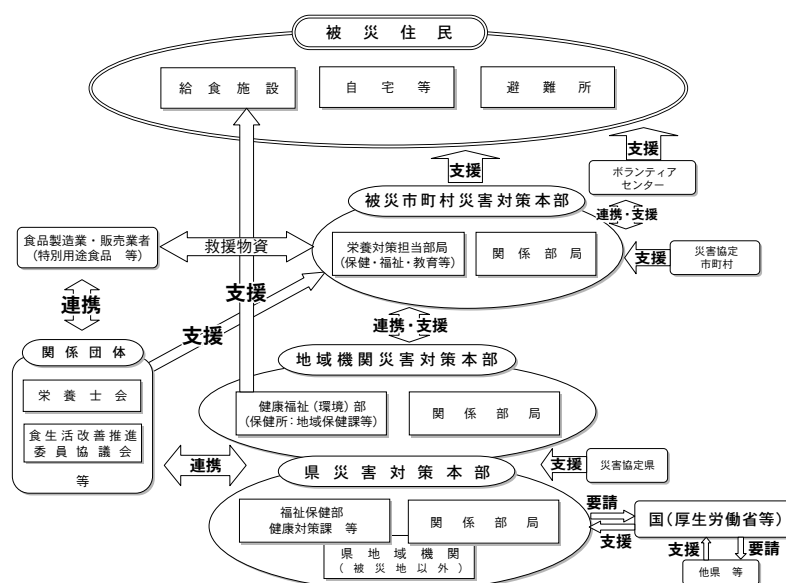 被災住民
給食施設
自宅等
避難所
支援
支援
ボランティア
センター
被災市町村災害対策本部
連携・支援
食品製造業・販売業者
(特別用途食品 等)
救援物資
栄養対策担当部局
(保健・福祉・教育等)
関係部局
支援
災害協定
市町村
連携
支援
支援
連携・支援
関係団体
栄養士会
食生活改善推進
委員協議会
等
地域機関災害対策本部
健康福祉(環境)部
(保健所:地域保健課等)
関係部局
連携
支援
災害協定県
県災害対策本部
福祉保健部
健康対策課 等
関係部局
県地域機関
(被災地以外)
要請
支援
国(厚生労働省等)
支援
要請
他県 等